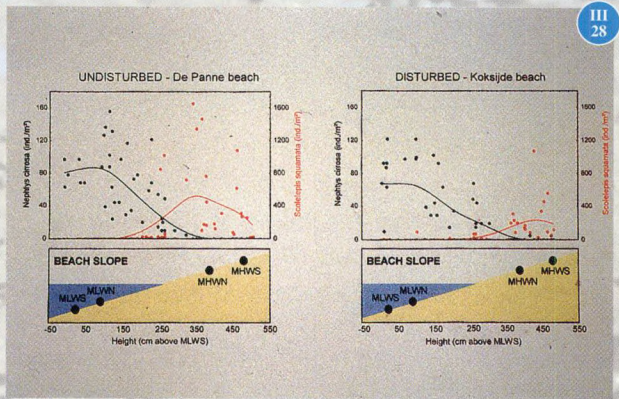 III
28
UNDISTURBED - De Panne beach
160
120
80
40
0
Nephtys cirrosa (ind./m²)
1600
1200
800
400
0
Scolelepis squamata (ind./m²)
BEACH SLOPE
MLWS
MLWN
MHWN
MHWS
-50 50 150 250 350 450 550
Height (cm above MLWS)
DISTURBED - Koksijde beach
160
120
80
40
0
Nephtys cirrosa (ind./m²)
1600
1200
800
400
0
Scolelepis squamata (ind./m²)
BEACH SLOPE
MLWS
MLWN
MHWN
MHWS
-50 50 150 250 350 450 550
Height (cm above MLWS)